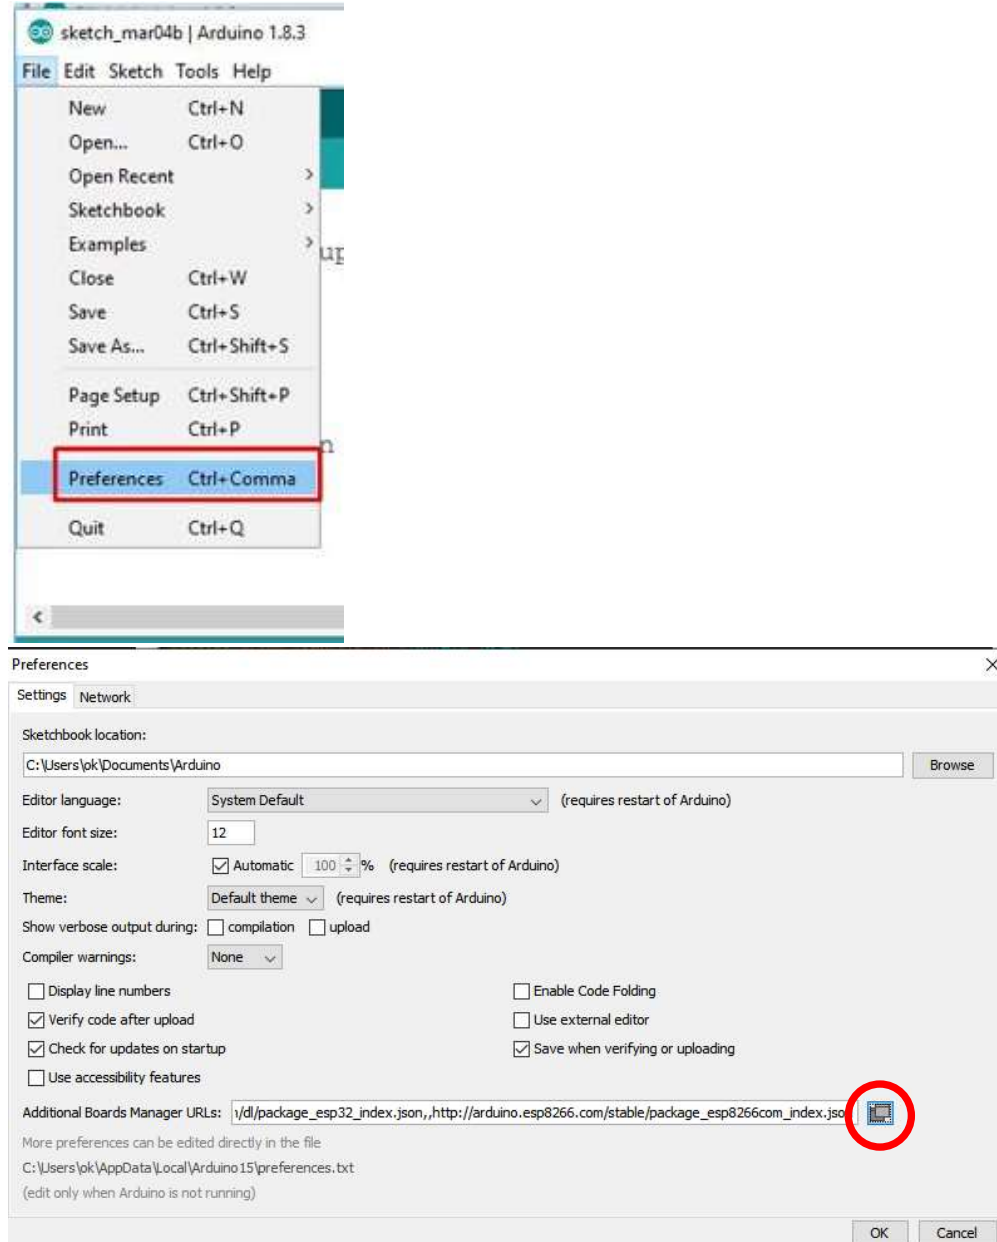 sketch_mar04b | Arduino 1.8.3
File Edit Sketch Tools Help
New Ctrl+N
Open... Ctrl+O
Open Recent >
Sketchbook >
Examples >
up
Close Ctrl+W
Save Ctrl+S
Save As... Ctrl+Shift+S
Page Setup Ctrl+Shift+P
Print Ctrl+P
n
Preferences Ctrl+Comma
Quit Ctrl+Q
Preferences
Settings Network
Sketchbook location:
C:\Users\ok\Documents\Arduino Browse
Editor language: System Default (requires restart of Arduino)
Editor font size: 12
Interface scale: Automatic 100 % (requires restart of Arduino)
Theme: Default theme (requires restart of Arduino)
Show verbose output during: compilation upload
Compiler warnings: None
Display line numbers Enable Code Folding
Verify code after upload Use external editor
Check for updates on startup Save when verifying or uploading
Use accessibility features
Additional Boards Manager URLs: /dl/package_esp32_index.json,,http://arduino.esp8266.com/stable/package_esp8266com_index.jso
More preferences can be edited directly in the file
C:\Users\ok\AppData\Local\Arduino15\preferences.txt
(edit only when Arduino is not running)
OK Cancel